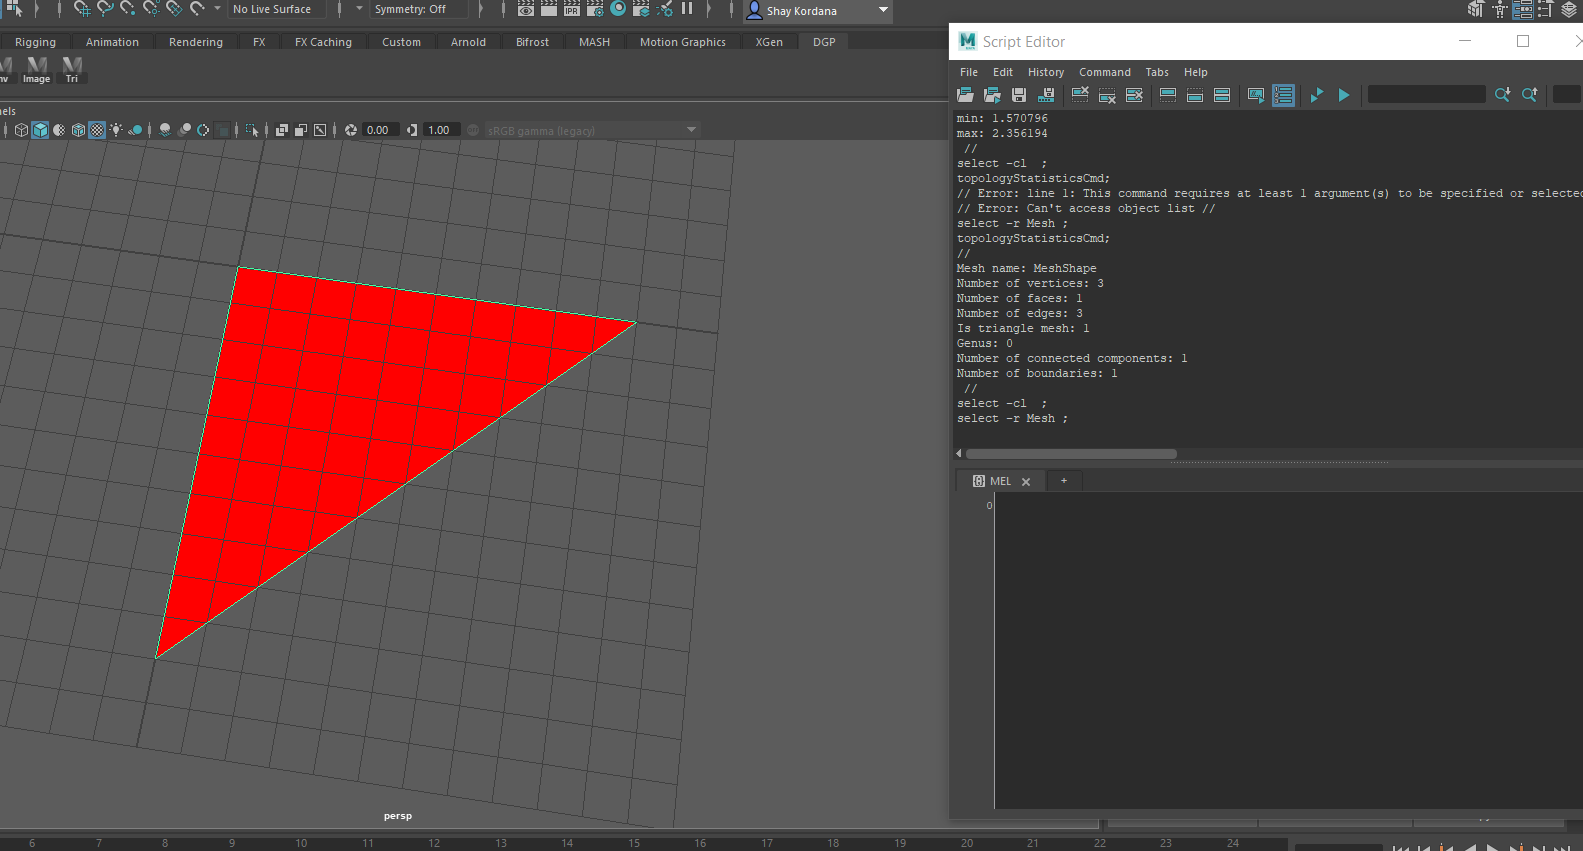 No Live Surface
Symmetry: Off
IPR
Shay Kordana
Rigging
Animation
Rendering
FX
FX Caching
Custom
Arnold
Bifrost
MASH
Motion Graphics
XGen
DGP
nv
Image
Tri
els
0.00
1.00
sRGB gamma (legacy)
persp
6 7 8 9 10 11 12 13 14 15 16 17 18 19 20 21 22 23 24
Script Editor
File Edit History Command Tabs Help
min: 1.570796
max: 2.356194
//
select -cl ;
topologyStatisticsCmd;
// Error: line 1: This command requires at least 1 argument(s) to be specified or selected
// Error: Can't access object list //
select -r Mesh ;
topologyStatisticsCmd;
//
Mesh name: MeshShape
Number of vertices: 3
Number of faces: 1
Number of edges: 3
Is triangle mesh: 1
Genus: 0
Number of connected components: 1
Number of boundaries: 1
//
select -cl ;
select -r Mesh ;
MEL
+
0